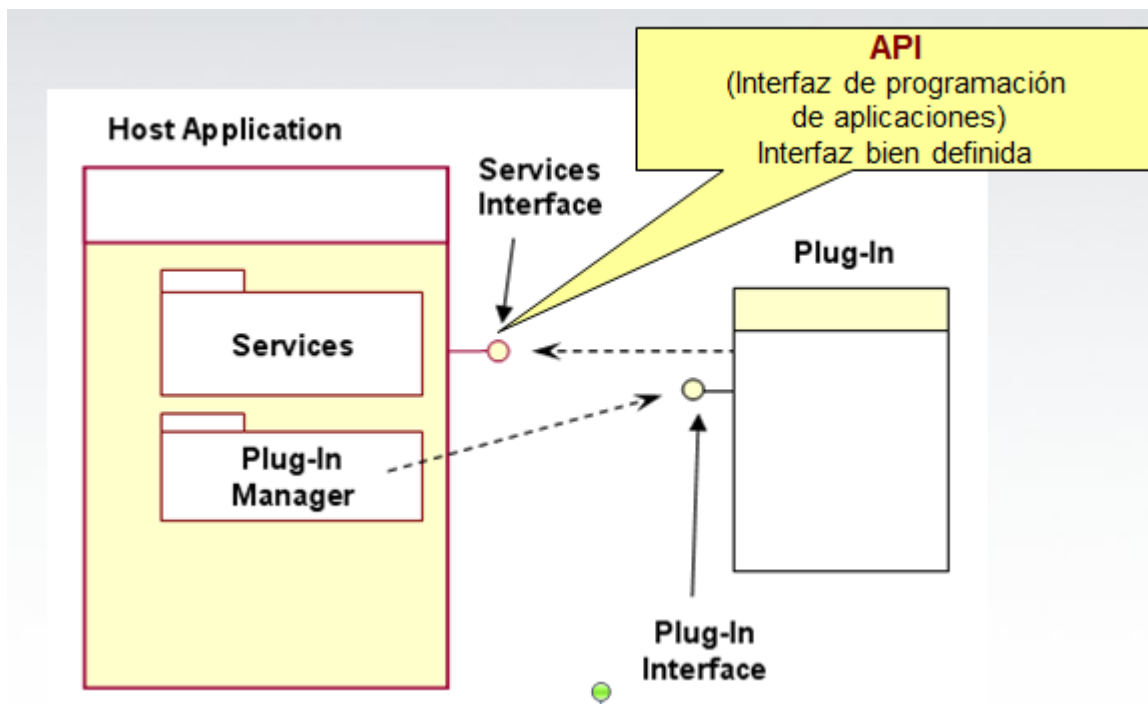 API
(Interfaz de programación
de aplicaciones)
Interfaz bien definida
Host Application
Services
Interface
Plug-In
Services
Plug-In
Manager
Plug-In
Interface